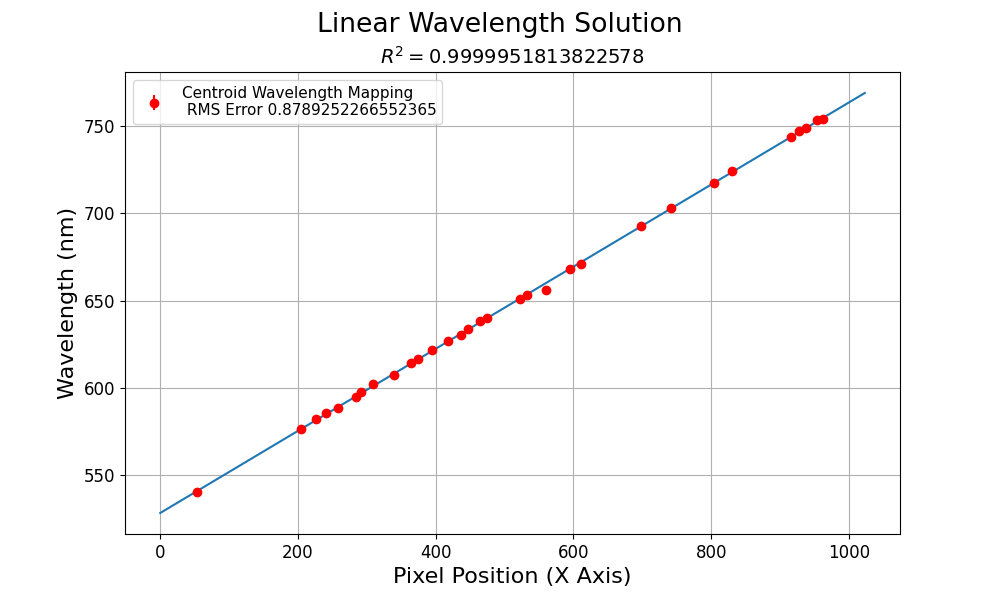 Linear Wavelength Solution
R² = 0.9999951813822578
Centroid Wavelength Mapping
RMS Error 0.8789252266552365
750
700
650
600
550
Wavelength (nm)
0 200 400 600 800 1000
Pixel Position (X Axis)